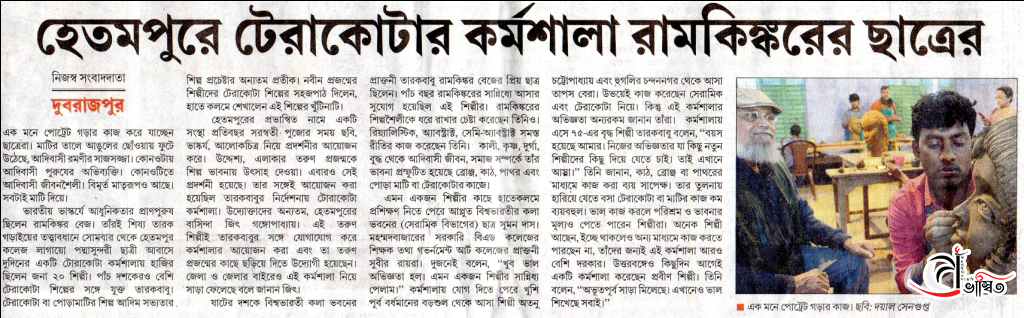 হেতমপুরে টেরাকোটার কর্মশালা রামকিঙ্করের ছাত্রের
নিজস্ব সংবাদদাতা
দুবরাজপুর
এক মনে পোর্ট্রেট গড়ার কাজ করে যাচ্ছেন
ছাত্রেরা। মাটির তালে আঙুলের ছোঁওয়ায় ফুটে
উঠেছে, আদিবাসী রমণীর সাজসজ্জা। কোনওটায়
আদিবাসী পুরুষের অভিব্যক্তি। কোনওটিতে
আদিবাসী জীবনশৈলী। বিমূর্ত মাতৃরূপও আছে।
সবটাই মাটি দিয়ে।
ভারতীয় ভাস্কর্যে আধুনিকতার প্রাণপুরুষ
ছিলেন রামকিঙ্কর বেজ। তাঁরই শিষ্য তারক
গড়াইয়ের তত্ত্বাবধানে সোমবার থেকে হেতমপুর
কলেজ লাগোয়া পদ্মাসুন্দরী ছাত্রী আবাসে
দুদিনের একটি টেরাকোটা কর্মশালায় হাজির
ছিলেন জনা ২০ শিল্পী। পাঁচ দশকেরও বেশি
টেরাকোটা শিল্পের সঙ্গে যুক্ত তারকবাবু।
টেরাকোটা বা পোড়ামাটির শিল্প আদিম সভ্যতার
শিল্প প্রচেষ্টার অন্যতম প্রতীক। নবীন প্রজন্মের
শিল্পীদের টেরাকোটা শিল্পের সহজপাঠ দিলেন,
হাতে কলমে শেখালেন এই শিল্পের খুঁটিনাটি।
হেতমপুরের প্রভান্বিত নামে একটি
সংস্থা প্রতিবছর সরস্বতী পুজোর সময় ছবি,
ভাস্কর্য, আলোকচিত্র নিয়ে প্রদর্শনীর আয়োজন
করে। উদ্দেশ্য, এলাকার তরুণ প্রজন্মকে
শিল্প ভাবনায় উৎসাহ দেওয়া। এবারও সেই
প্রদর্শনী হয়েছে। তার সঙ্গেই আয়োজন করা
হয়েছিল তারকবাবুর নির্দেশনায় টেরাকোটা
কর্মশালা। উদ্যোক্তাদের অন্যতম, হেতমপুরের
বাসিন্দা জিৎ গঙ্গোপাধ্যায়। এই তরুণ
শিল্পীই তারকবাবুর সঙ্গে যোগাযোগ করে
কর্মশালার আয়োজন করা এবং তা তরুণ
প্রজন্মের কাছে ছড়িয়ে দিতে উদ্যোগী হয়েছেন।
জেলা ও জেলার বাইরেও এই কর্মশালা নিয়ে
সাড়া ফেলেছে বলে জানান জিৎ।
ষাটের দশকে বিশ্বভারতী কলা ভবনের
প্রাক্তনী তারকবাবু রামকিঙ্কর বেজের প্রিয় ছাত্র
ছিলেন। পাঁচ বছর রামকিঙ্করের সান্নিধ্যে আসার
সুযোগ হয়েছিল এই শিল্পীর। রামকিঙ্করের
শিল্পশৈলীকে ধরে রাখার চেষ্টা করেছেন তিনিও।
রিয়্যালিস্টিক, অ্যাবস্ট্রাক্ট, সেমি-অ্যাবস্ট্রাক্ট সমস্ত
রীতির কাজ করেছেন তিনি। কালী, কৃষ্ণ, দুর্গা,
বুদ্ধ থেকে আদিবাসী জীবন, সমাজ সম্পর্কে তাঁর
ভাবনা প্রস্ফুটিত হয়েছে ব্রোঞ্জ, কাঠ, পাথর এবং
পোড়া মাটি বা টেরাকোটার কাজে।
এমন একজন শিল্পীর কাছে হাতেকলমে
প্রশিক্ষণ নিতে পেরে আপ্লুত বিশ্বভারতীর কলা
ভবনের (সেরামিক বিভাগের) ছাত্র সুমন দাস।
মহম্মদবাজারের সরকারি বিএড কলেজের
শিক্ষক তথা গভর্নমেন্ট আর্ট কলেজের প্রাক্তনী
সুবীর রায়রা। দুজনেই বলেন, “খুব ভাল
অভিজ্ঞতা হল। এমন একজন শিল্পীর সান্নিধ্য
পেলাম।” কর্মশালায় যোগ দিতে পেরে খুশি
পূর্ব বর্ধমানের বড়শুল থেকে আসা শিল্পী অতনু
চট্টোপাধ্যায় এবং হুগলির চন্দননগর থেকে আসা
তাপস বেরা। উভয়েই কাজ করেছেন সেরামিক
এবং টেরাকোটা নিয়ে। কিন্তু এই কর্মশালার
অভিজ্ঞতা অন্যরকম জানান তাঁরা। কর্মশালায়
এসে ৭৫-এর বৃদ্ধ শিল্পী তারকবাবু বলেন, “বয়স
হয়েছে আমার। নিজের অভিজ্ঞতার যা কিছু নতুন
শিল্পীদের কিছু দিয়ে যেতে চাই। তাই এখানে
আসা।” তিনি জানান, কাঠ, ব্রোঞ্জ বা পাথরের
মাধ্যমে কাজ করা ব্যয় সাপেক্ষ। তার তুলনায়
হারিয়ে যেতে বসা টেরাকোটা বা মাটির কাজ কম
ব্যয়বহুল। ভাল কাজ করলে পরিশ্রম ও ভাবনার
মূল্যও পেতে পারেন শিল্পীরা। অনেক শিল্পী
আছেন, ইচ্ছে থাকলেও অন্য মাধ্যমে কাজ করতে
পারছেন না, তাঁদের জন্যই এই কর্মশালা আরও
বেশি দরকার। উত্তরবঙ্গেও কিছুদিন আগেই
একটি কর্মশালা করেছেন প্রবীণ শিল্পী। তিনি
বলেন, “অভূতপূর্ব সাড়া মিলেছে। এখানেও ভাল
শিখেছে সবাই।”
এক মনে পোর্ট্রেট গড়ার কাজ। ছবি: দয়াল সেনগুপ্ত